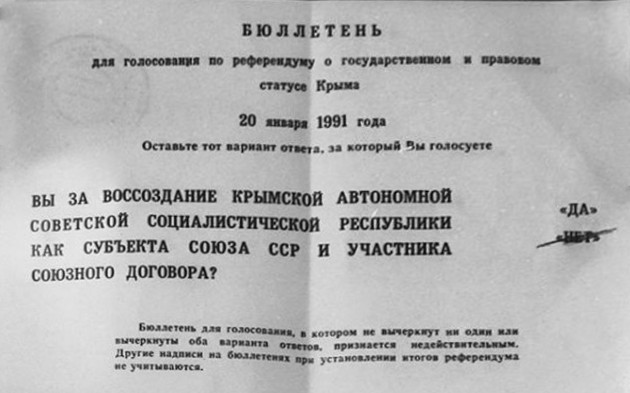 БЮЛЛЕТЕНЬ
для голосования по референдуму о государственном и правовом
статусе Крыма
20 января 1991 года
Оставьте тот вариант ответа, за который Вы голосуете
ВЫ ЗА ВОССОЗДАНИЕ КРЫМСКОЙ АВТОНОМНОЙ
СОВЕТСКОЙ СОЦИАЛИСТИЧЕСКОЙ РЕСПУБЛИКИ
КАК СУБЪЕКТА СОЮЗА ССР И УЧАСТНИКА
СОЮЗНОГО ДОГОВОРА?
«ДА»
«НЕТ»
Бюллетень для голосования, в котором не вычеркнут ни один или
вычеркнуты оба варианта ответов, признается недействительным.
Другие надписи на бюллетенях при установлении итогов референдума
не учитываются.